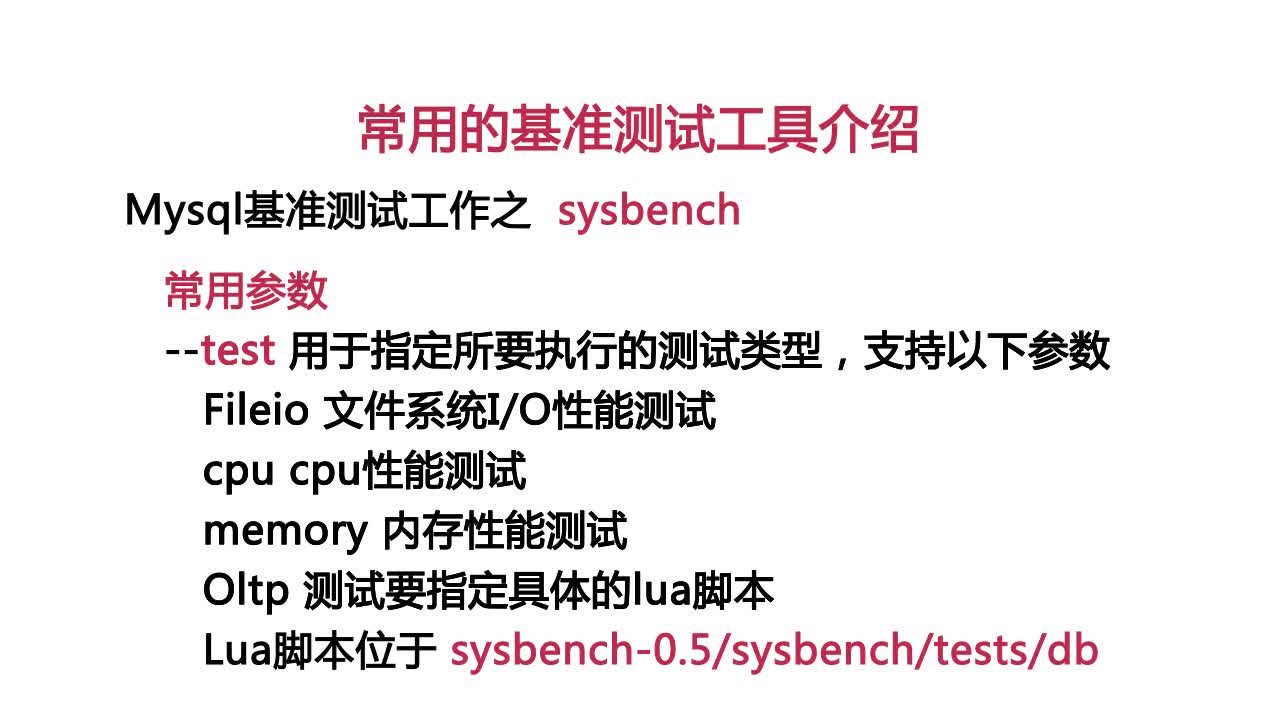 常用的基准测试工具介绍
Mysql基准测试工作之 sysbench
常用参数
--test 用于指定所要执行的测试类型，支持以下参数
Fileio 文件系统I/O性能测试
cpu cpu性能测试
memory 内存性能测试
Oltp 测试要指定具体的lua脚本
Lua脚本位于 sysbench-0.5/sysbench/tests/db